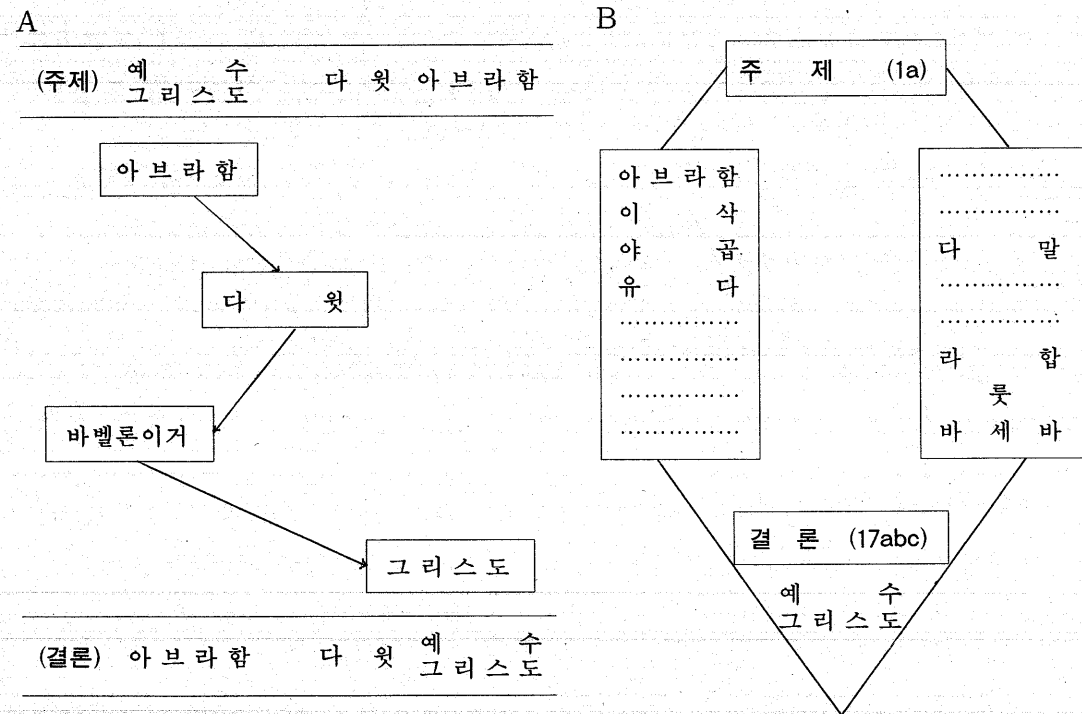 A
(주제) 예 수 그리스도 다 윗 아브라함
아브라함
다 윗
바벨론이거
그리스도
(결론) 아브라함 다 윗 예 수 그리스도
B
주 제 (1a)
아브라함
이 삭
야 곱
유 다
...............
...............
...............
...............
...............
...............
다 말
...............
...............
라 합
룻
바 세 바
결 론 (17abc)
예 수
그리스도